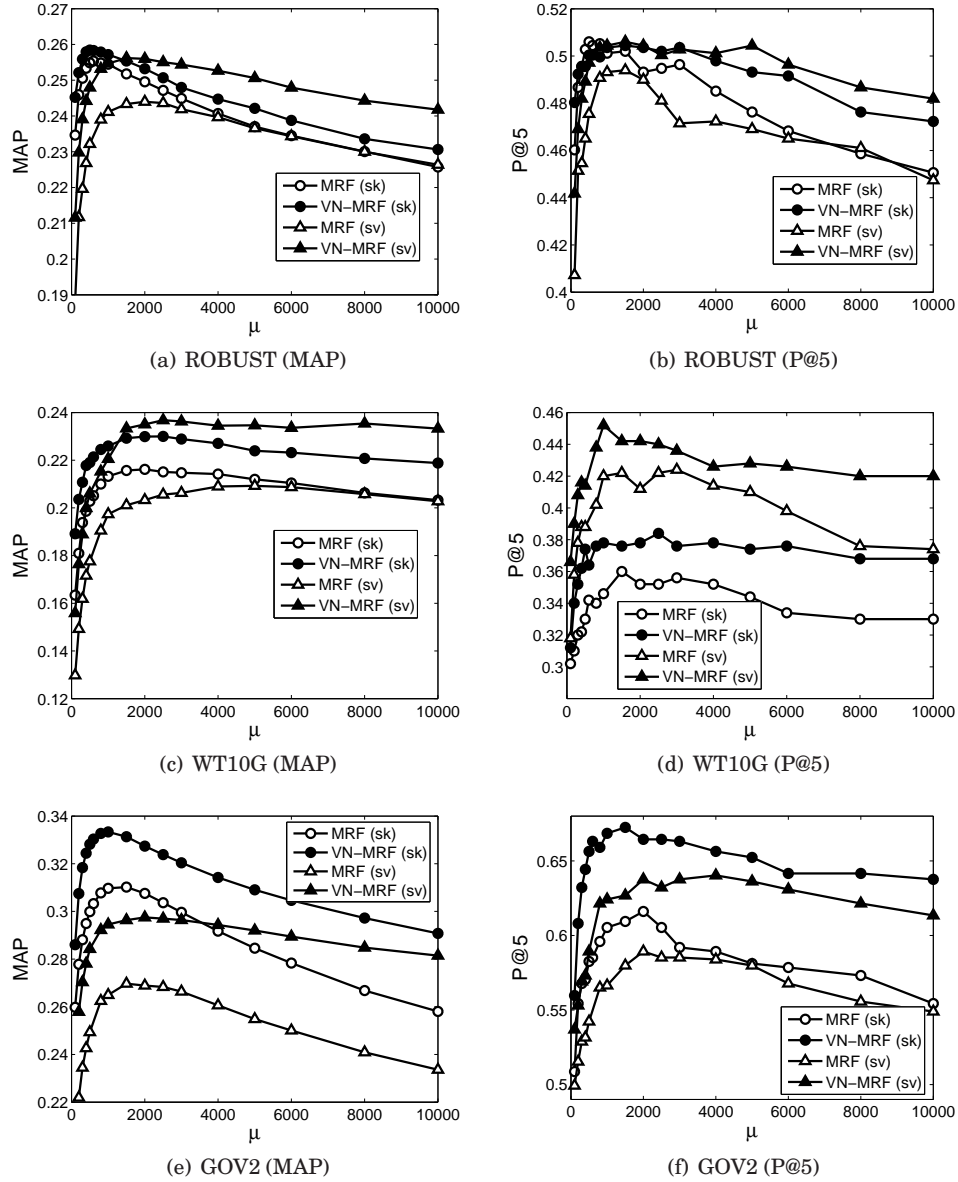 0.27
0.26
0.25
0.24
0.23
0.22
0.21
0.2
0.19
MAP
0 2000 4000 6000 8000 10000
μ
MRF (sk)
VN−MRF (sk)
MRF (sv)
VN−MRF (sv)
(a) ROBUST (MAP)
0.52
0.5
0.48
0.46
0.44
0.42
0.4
P@5
0 2000 4000 6000 8000 10000
μ
MRF (sk)
VN−MRF (sk)
MRF (sv)
VN−MRF (sv)
(b) ROBUST (P@5)
0.24
0.22
0.2
0.18
0.16
0.14
0.12
MAP
0 2000 4000 6000 8000 10000
μ
MRF (sk)
VN−MRF (sk)
MRF (sv)
VN−MRF (sv)
(c) WT10G (MAP)
0.46
0.44
0.42
0.4
0.38
0.36
0.34
0.32
0.3
P@5
0 2000 4000 6000 8000 10000
μ
MRF (sk)
VN−MRF (sk)
MRF (sv)
VN−MRF (sv)
(d) WT10G (P@5)
0.34
0.32
0.3
0.28
0.26
0.24
0.22
MAP
0 2000 4000 6000 8000 10000
μ
MRF (sk)
VN−MRF (sk)
MRF (sv)
VN−MRF (sv)
(e) GOV2 (MAP)
0.65
0.6
0.55
0.5
P@5
0 2000 4000 6000 8000 10000
μ
MRF (sk)
VN−MRF (sk)
MRF (sv)
VN−MRF (sv)
(f) GOV2 (P@5)